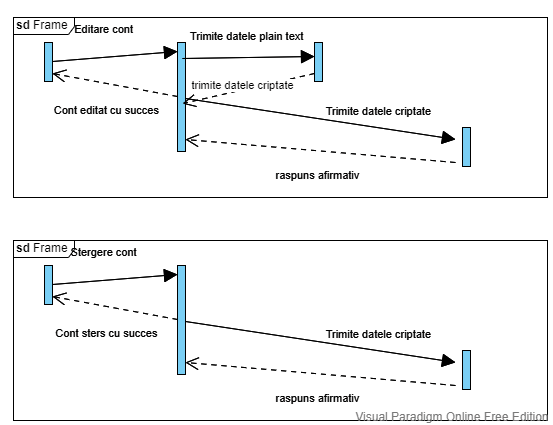 sd Frame
Editare cont
Trimite datele plain text
trimite datele criptate
Cont editat cu succes
Trimite datele criptate
raspuns afirmativ
sd Frame
Stergere cont
Cont sters cu succes
Trimite datele criptate
raspuns afirmativ
Visual Paradigm Online Free Edition